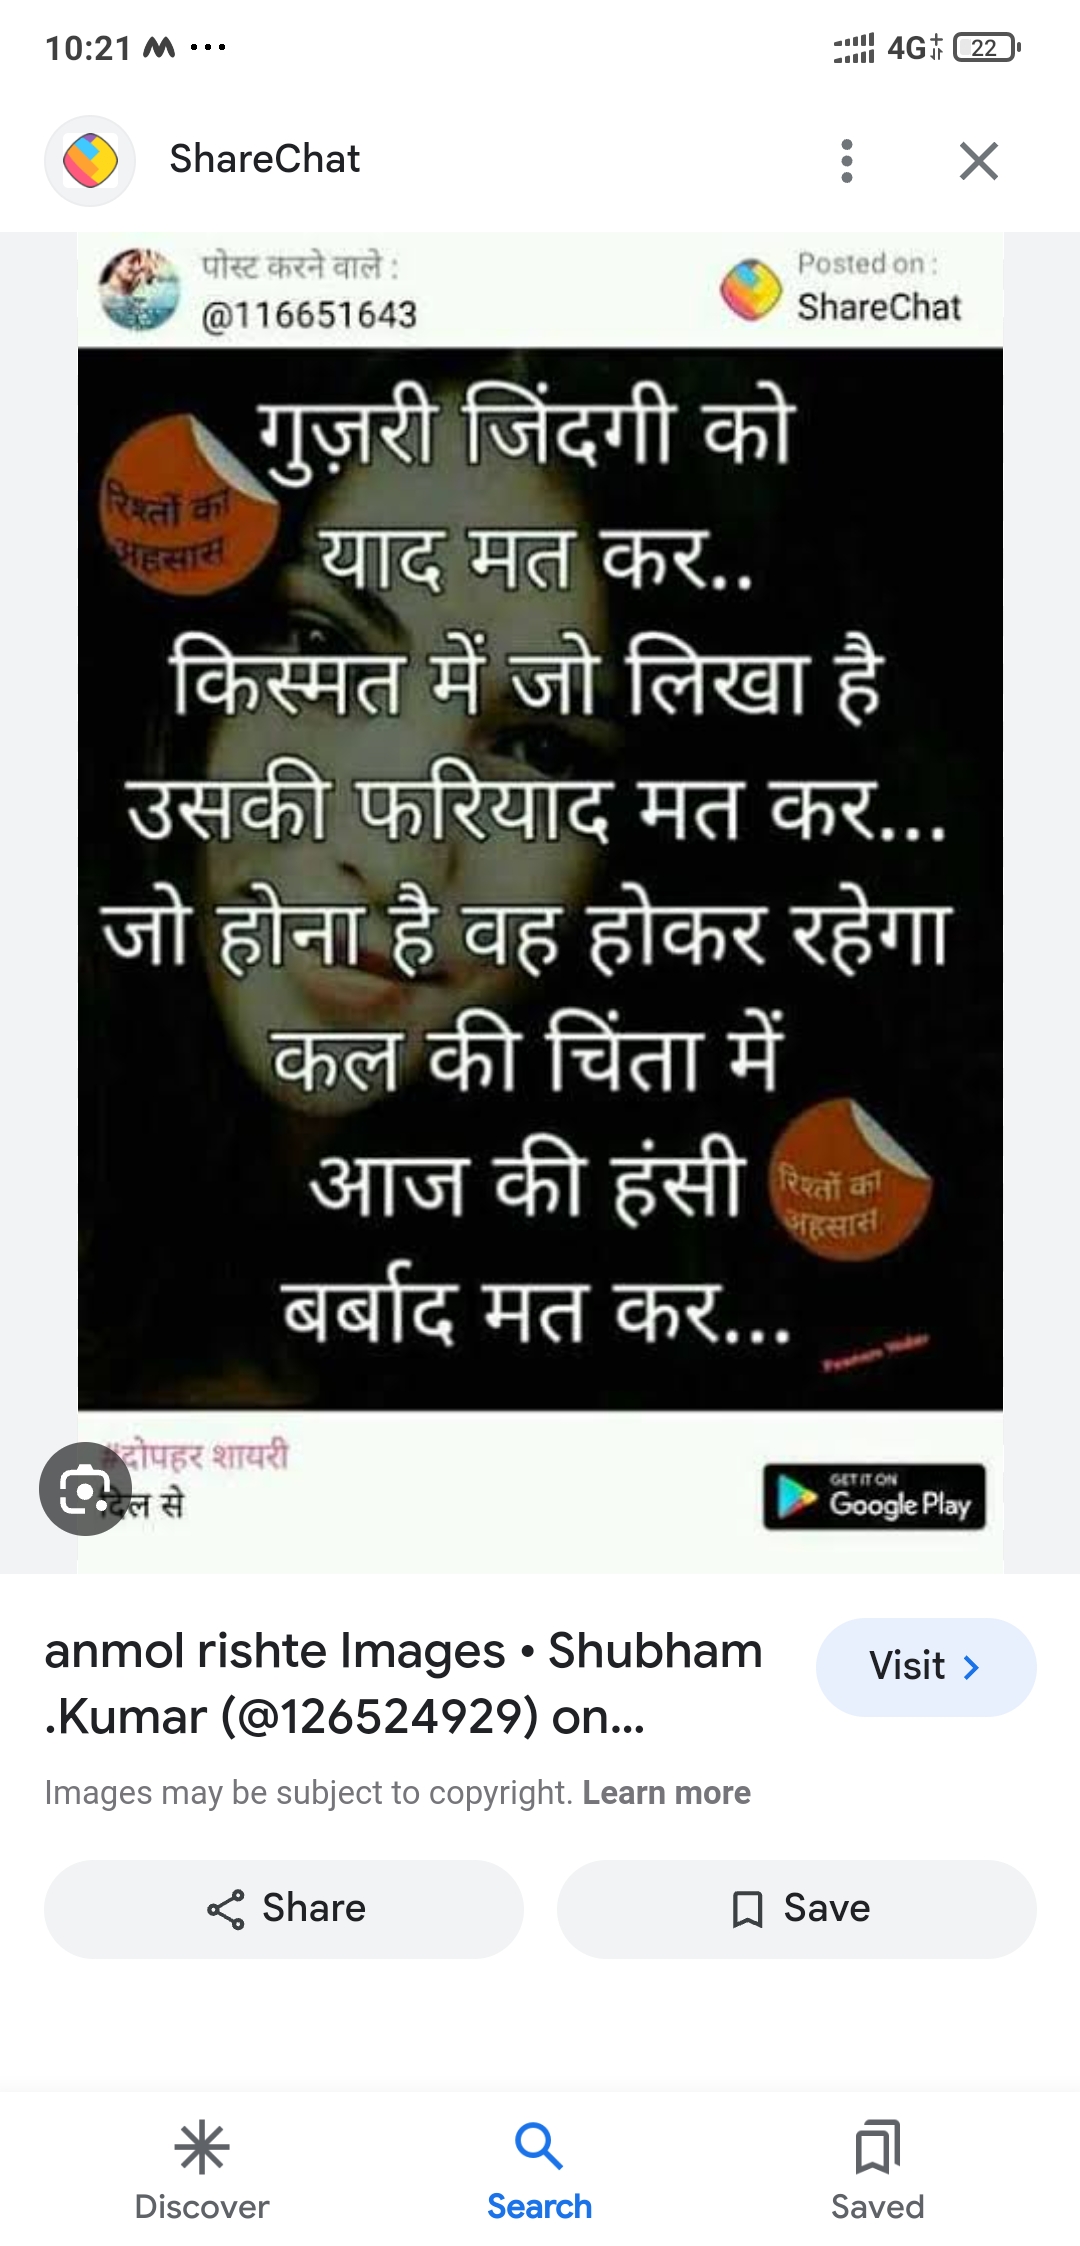 10:21
4G+ 22
ShareChat
पोस्ट करने वाले :
@116651643
Posted on :
ShareChat
गुज़री जिंदगी को
रिश्तों का
अहसास
याद मत कर..
किस्मत में जो लिखा है
उसकी फरियाद मत कर...
जो होना है वह होकर रहेगा
कल की चिंता में
आज की हंसी
रिश्तों का
अहसास
बर्बाद मत कर...
#दोपहर शायरी
दिल से
GET IT ON
Google Play
anmol rishte Images • Shubham
.Kumar (@126524929) on...
Visit
Images may be subject to copyright. Learn more
Share
Save
Discover
Search
Saved